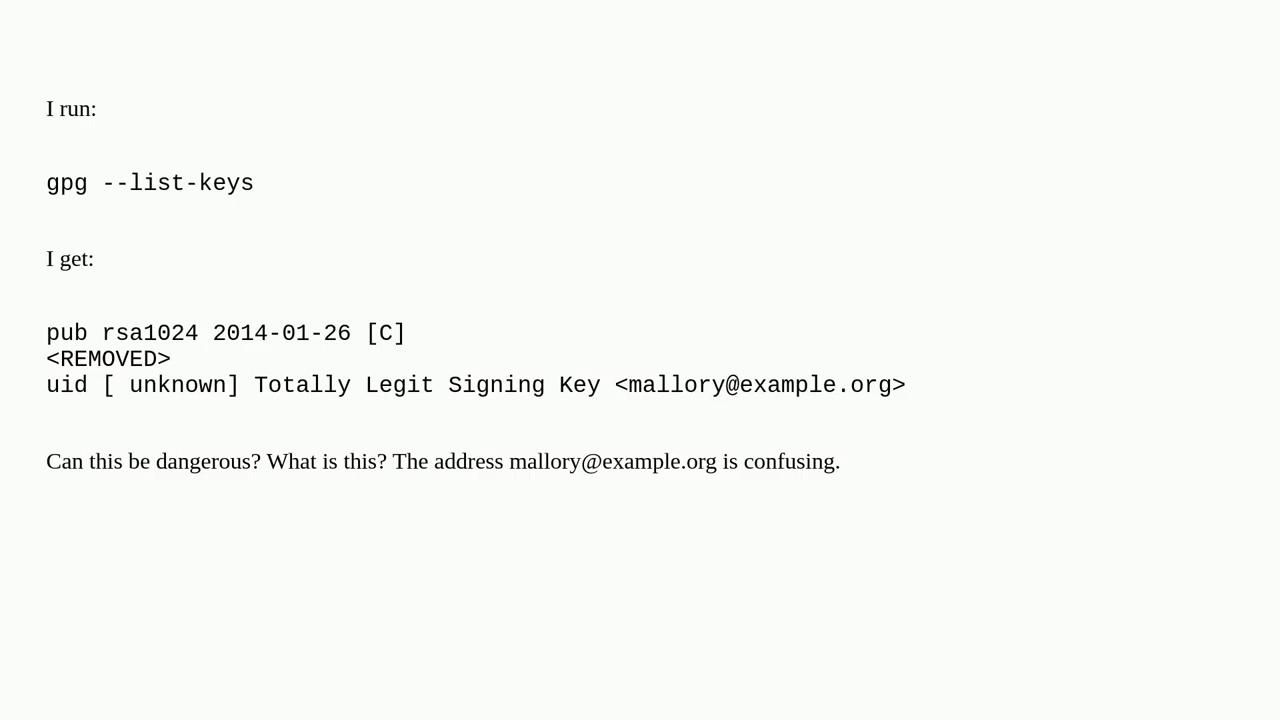 I run:
gpg --list-keys
I get:
pub rsa1024 2014-01-26 [C]
<REMOVED>
uid [ unknown] Totally Legit Signing Key <mallory@example.org>
Can this be dangerous? What is this? The address mallory@example.org is confusing.